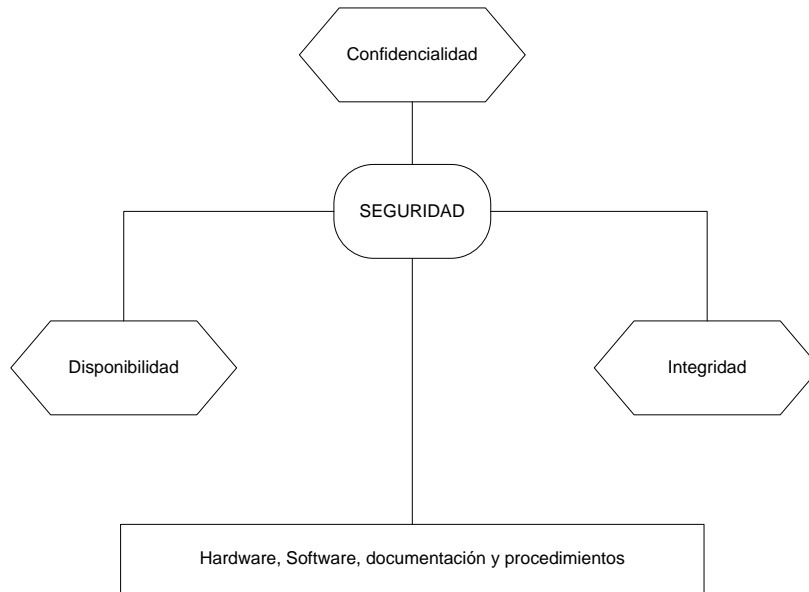 Confidencialidad
SEGURIDAD
Disponibilidad
Integridad
Hardware, Software, documentación y procedimientos